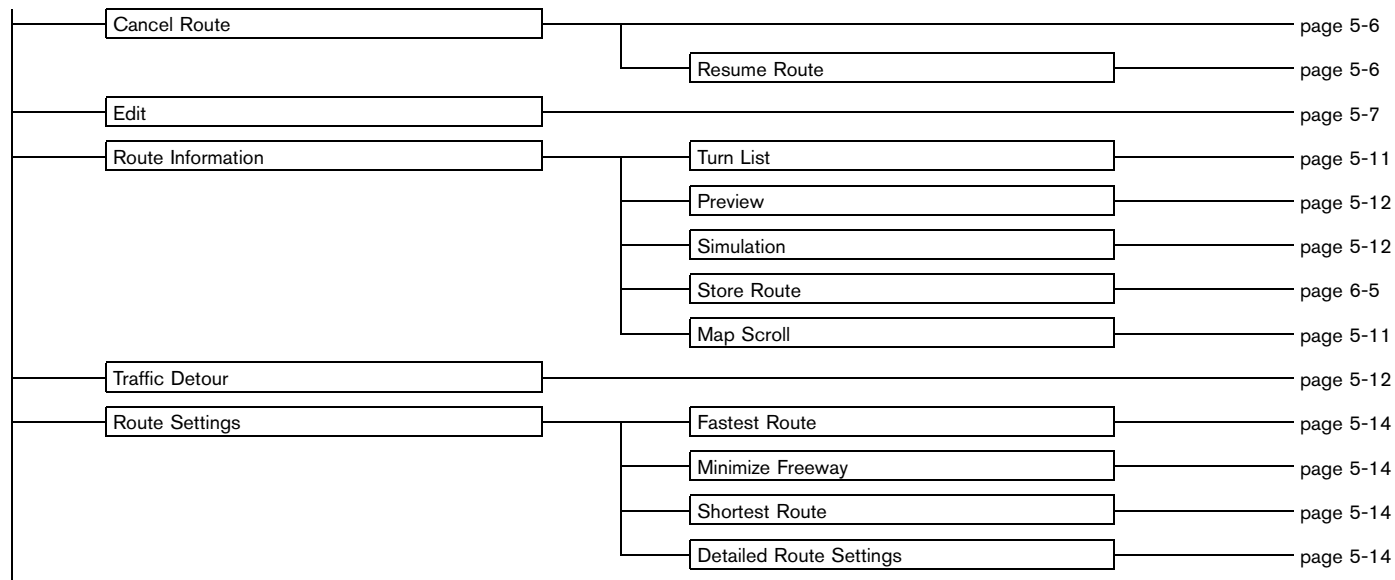 Cancel Route page 5-6
Resume Route page 5-6
Edit page 5-7
Route Information Turn List page 5-11
Preview page 5-12
Simulation page 5-12
Store Route page 6-5
Map Scroll page 5-11
Traffic Detour page 5-12
Route Settings Fastest Route page 5-14
Minimize Freeway page 5-14
Shortest Route page 5-14
Detailed Route Settings page 5-14